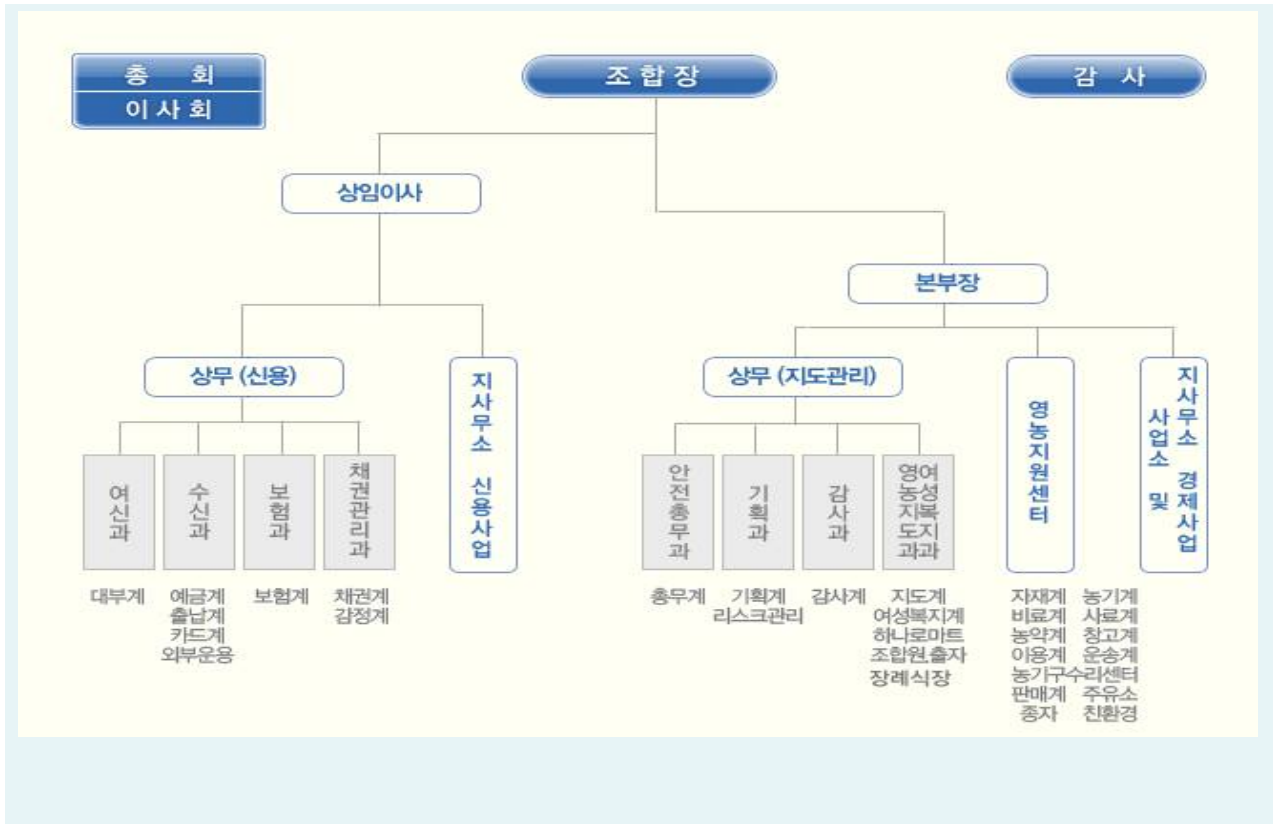 총 회
이사회
조합장
감 사
상임이사
본부장
상무 (신용)
지사무소 신용사업
상무 (지도관리)
영농지원센터
지사무소 경제사업
사업소 및
여신과
수신과
보험과
채권관리과
안전총무과
기획과
감사과
영농지도과
여성복지과
대부계
예금계
출납계
카드계
외부운용
보험계
채권계
감정계
총무계
기획계
리스크관리
감사계
지도계
여성복지계
하나로마트
조합원.출자
장례식장
자재계 농기계
비료계 사료계
농약계 창고계
이용계 운송계
농기구수리센터
판매계 주유소
종자 친환경